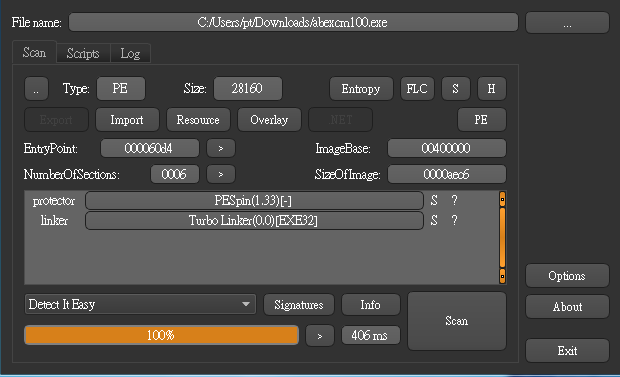 File name: C:/Users/pt/Downloads/abexcm100.exe ...
Scan Scripts Log
.. Type: PE Size: 28160 Entropy FLC S H
Export Import Resource Overlay .NET PE
EntryPoint: 000060d4 > ImageBase: 00400000
NumberOfSections: 0006 > SizeOfImage: 0000aec6
protector PESpin(1.33)[-] S ?
linker Turbo Linker(0.0)[EXE32] S ?
Options
Detect It Easy Signatures Info Scan About
100% > 406 ms
Exit